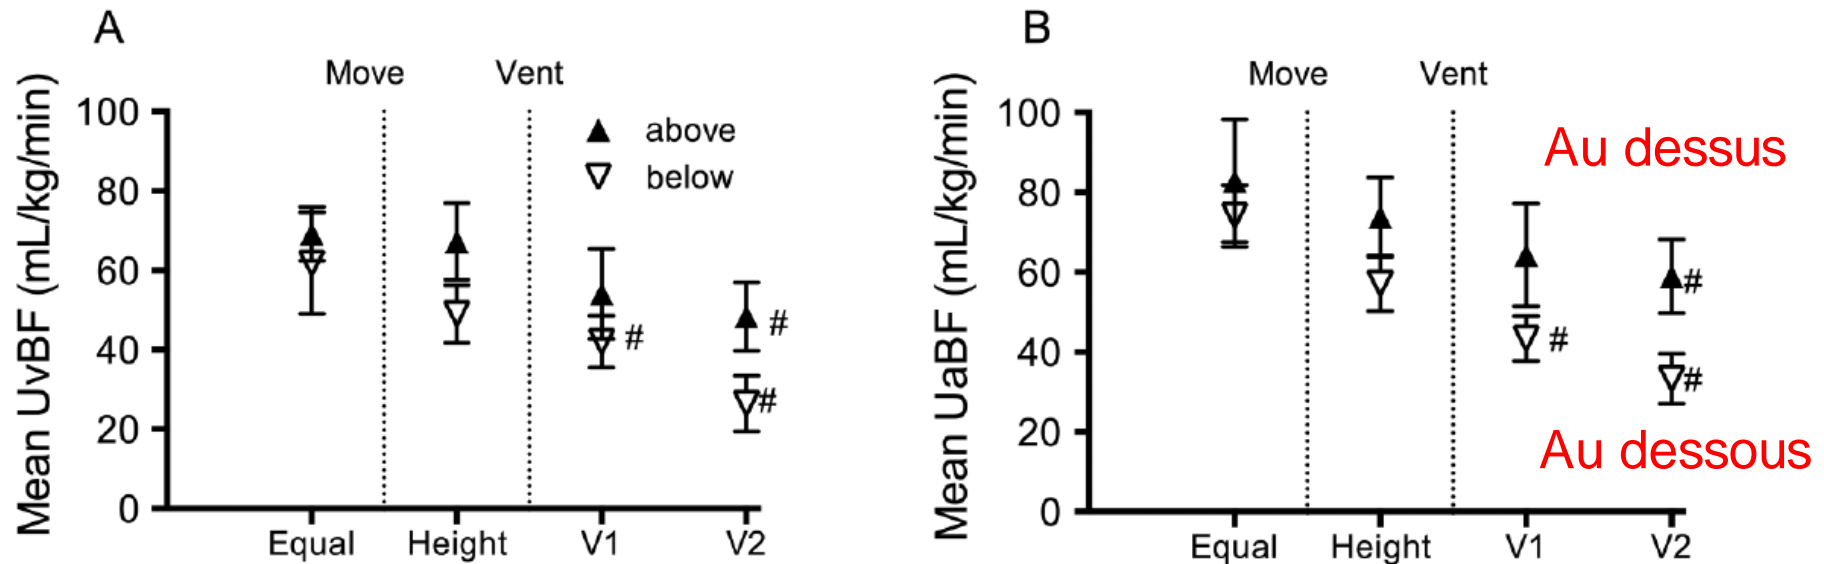 A
Move Vent
Mean UvBF (mL/kg/min)
100
80
60
40
20
0
above
below
#
#
#
Equal Height V1 V2
B
Move Vent
Mean UaBF (mL/kg/min)
100
80
60
40
20
0
Au dessus
#
#
#
Au dessous
Equal Height V1 V2